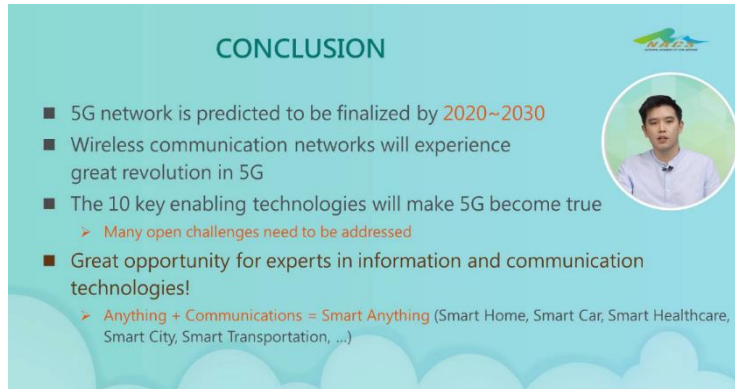 CONCLUSION
NACS
■ 5G network is predicted to be finalized by 2020~2030
■ Wireless communication networks will experience
great revolution in 5G
■ The 10 key enabling technologies will make 5G become true
➢ Many open challenges need to be addressed
■ Great opportunity for experts in information and communication
technologies!
➢ Anything + Communications = Smart Anything (Smart Home, Smart Car, Smart Healthcare,
Smart City, Smart Transportation, ...)